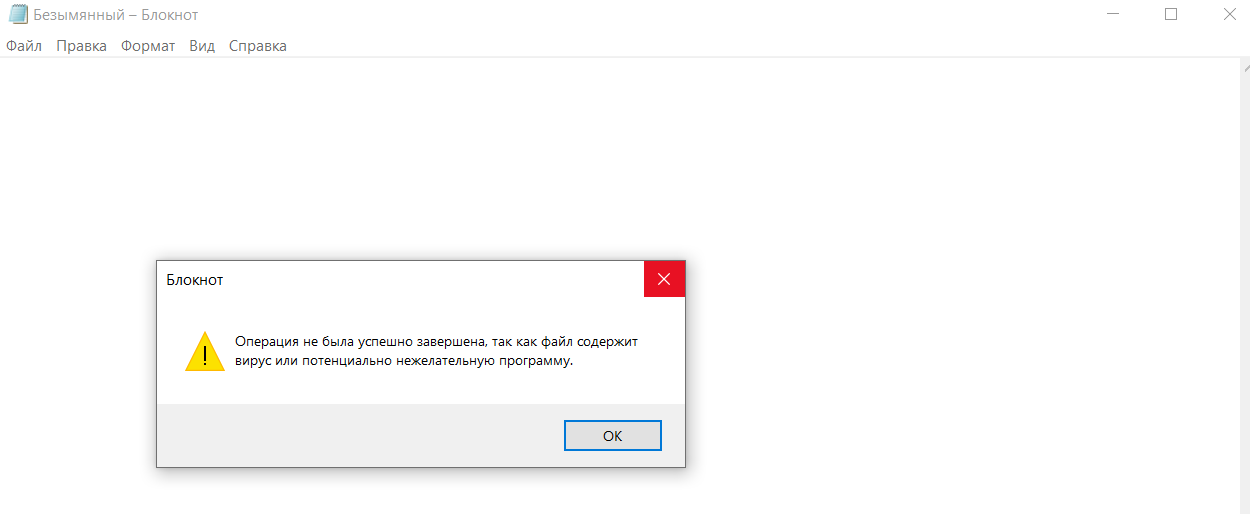 Безымянный – Блокнот
Файл Правка Формат Вид Справка
Блокнот
Операция не была успешно завершена, так как файл содержит
вирус или потенциально нежелательную программу.
ОК